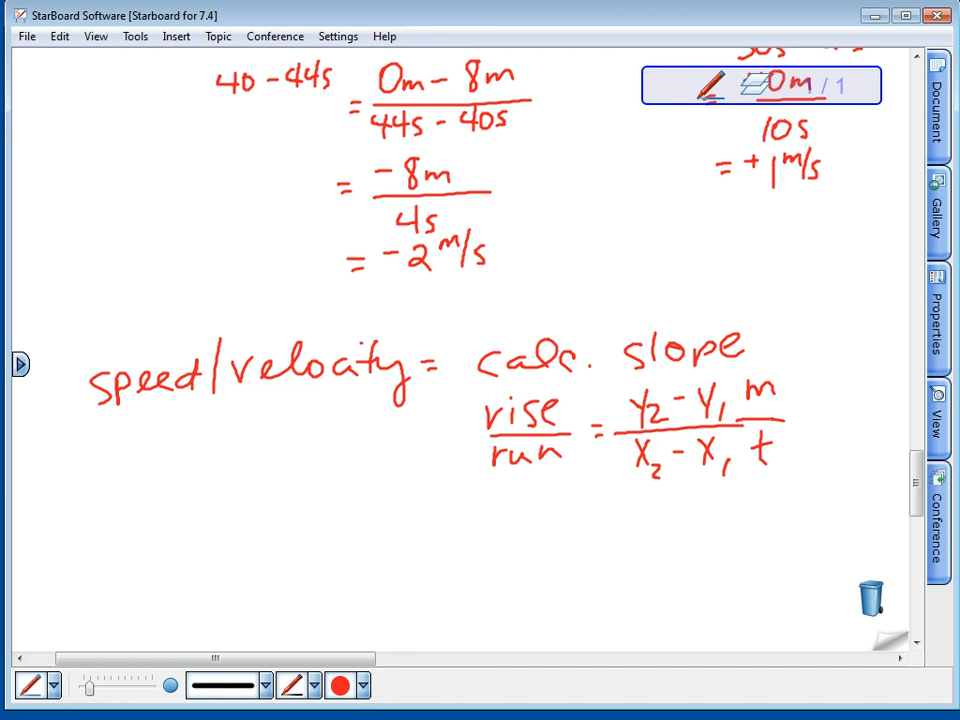 StarBoard Software [Starboard for 7.4]
File Edit View Tools Insert Topic Conference Settings Help
40 - 44s = 0m - 8m / 44s - 40s
= -8m / 4s
= -2 m/s
0m
1 / 1
10s
= +1 m/s
speed/velocity = calc. slope
rise / run = Y2 - Y1 / X2 - X1 m / t
Document
Gallery
Properties
View
Conference